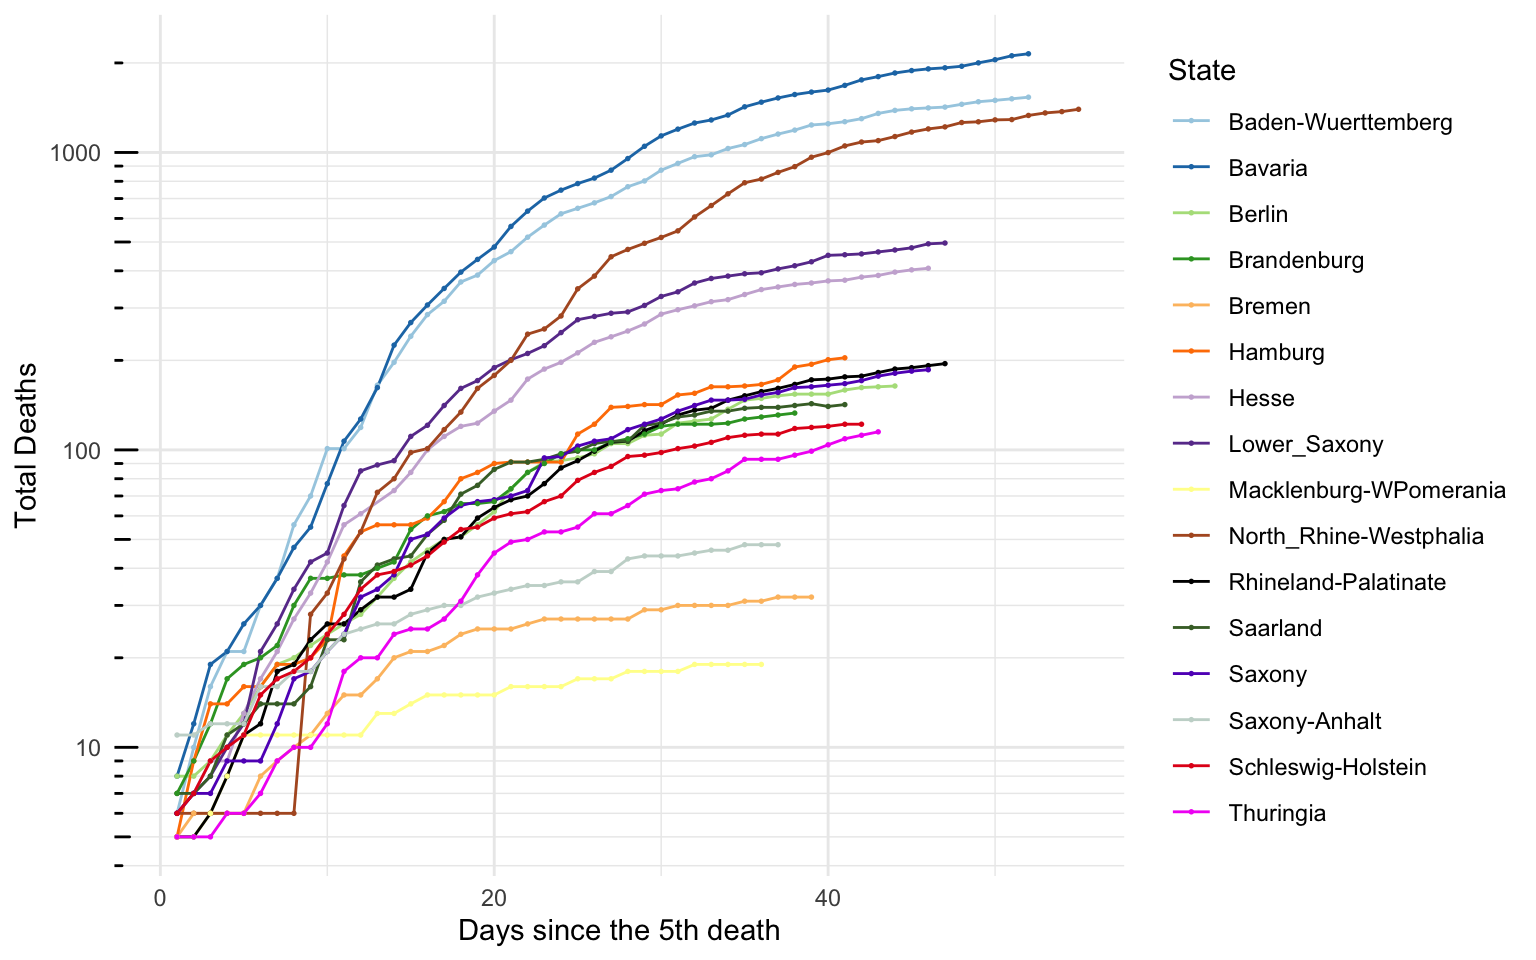 Total Deaths
1000
100
10
0
20
40
Days since the 5th death
State
Baden-Wuerttemberg
Bavaria
Berlin
Brandenburg
Bremen
Hamburg
Hesse
Lower_Saxony
Macklenburg-WPomerania
North_Rhine-Westphalia
Rhineland-Palatinate
Saarland
Saxony
Saxony-Anhalt
Schleswig-Holstein
Thuringia